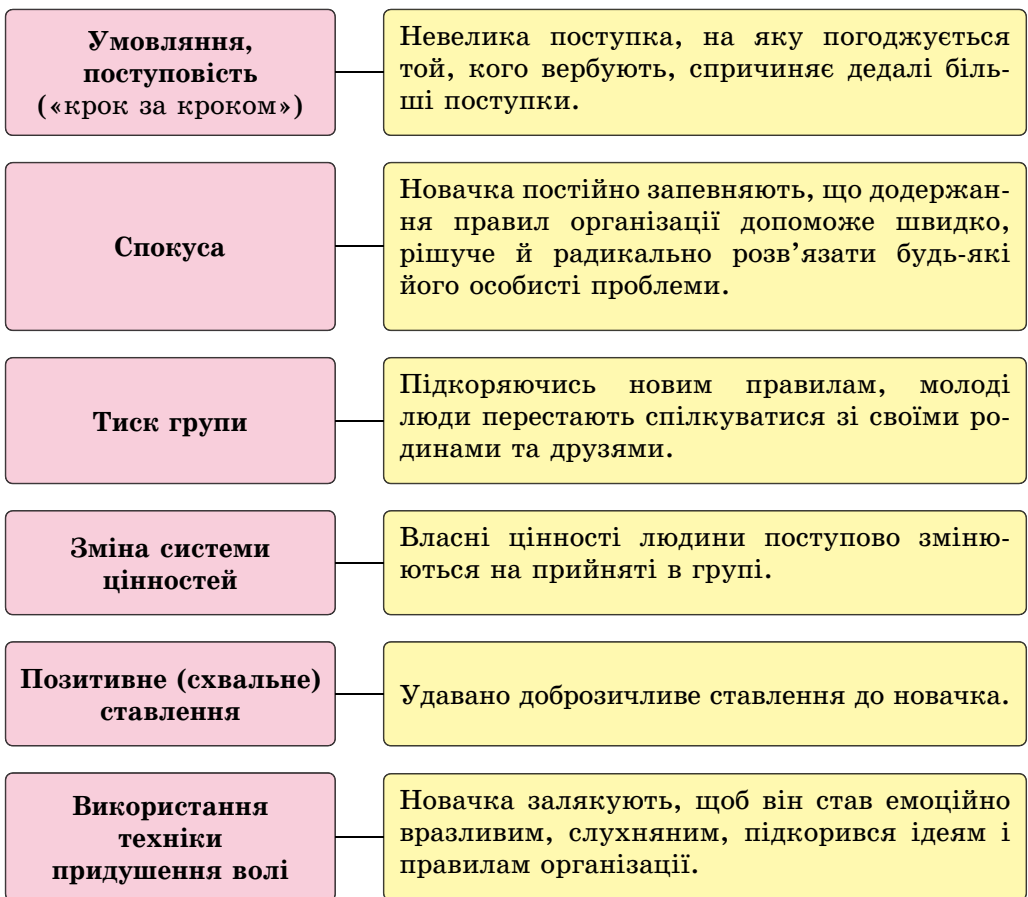 Умовляння,
поступовість
(«крок за кроком»)
Невелика поступка, на яку погоджується
той, кого вербують, спричиняє дедалі біль-
ші поступки.
Спокуса
Новачка постійно запевняють, що додержан-
ня правил організації допоможе швидко,
рішуче й радикально розв'язати будь-які
його особисті проблеми.
Тиск групи
Підкоряючись новим правилам, молоді
люди перестають спілкуватися зі своїми ро-
динами та друзями.
Зміна системи
цінностей
Власні цінності людини поступово зміню-
ються на прийняті в групі.
Позитивне (схвальне)
ставлення
Удавано доброзичливе ставлення до новачка.
Використання
техніки
придушення волі
Новачка залякують, щоб він став емоційно
вразливим, слухняним, підкорився ідеям і
правилам організації.